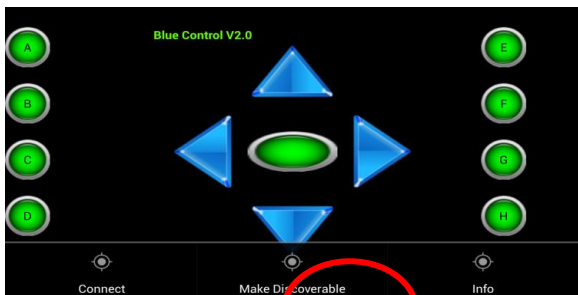 Blue Control V2.0
A
E
B
F
C
G
D
H
Connect
Make Discoverable
Info